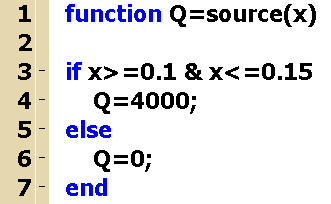 1 function Q=source(x)
2
3 - if x>=0.1 & x<=0.15
4 - Q=4000;
5 - else
6 - Q=0;
7 - end